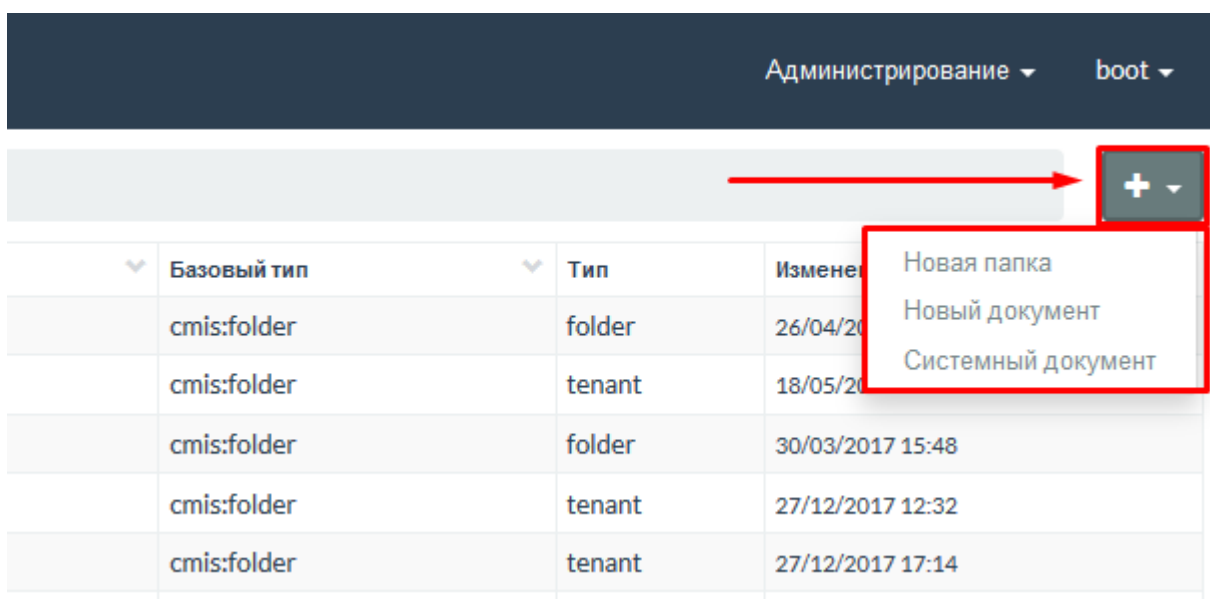 Администрирование boot
Базовый тип Тип
Новая папка
cmis:folder folder
Новый документ
Системный документ
cmis:folder tenant
cmis:folder folder 30/03/2017 15:48
cmis:folder tenant 27/12/2017 12:32
cmis:folder tenant 27/12/2017 17:14